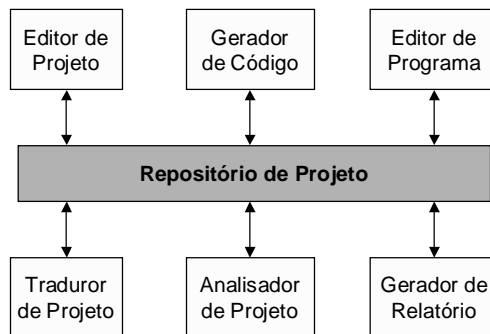 Editor de
Projeto
Gerador
de Código
Editor de
Programa
Repositório de Projeto
Traduror
de Projeto
Analisador
de Projeto
Gerador de
Relatório